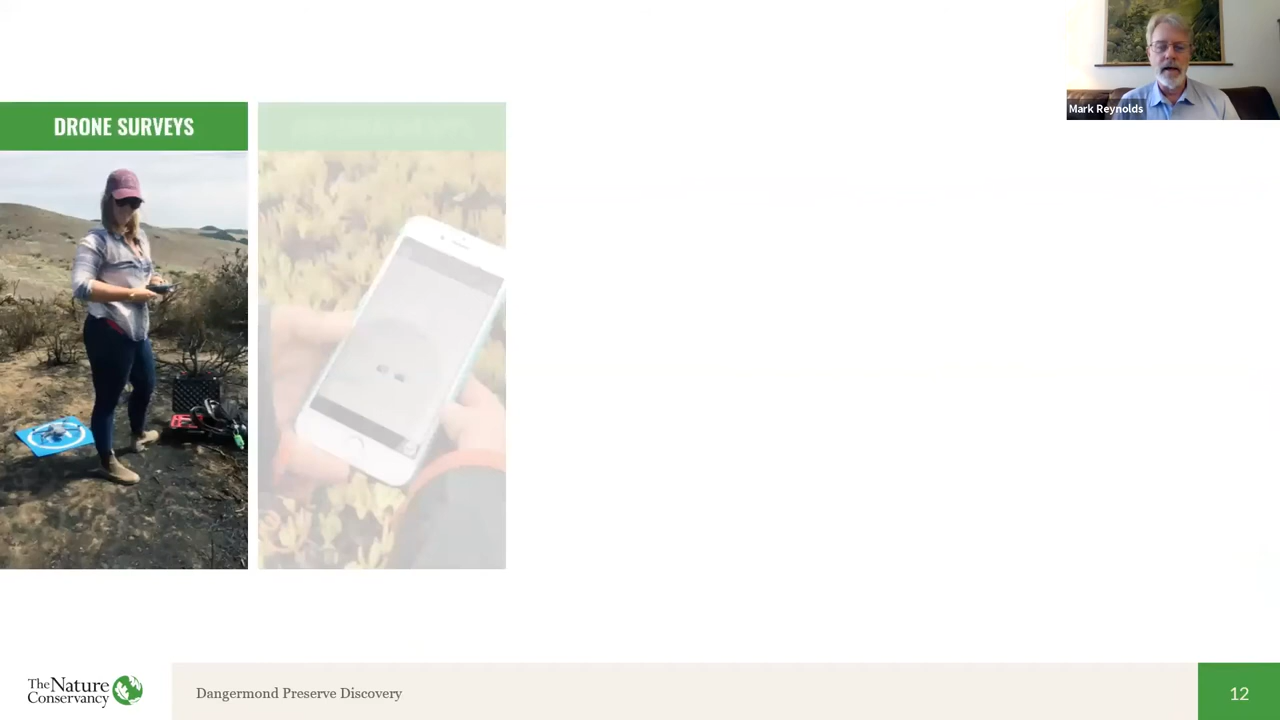 Mark Reynolds
DRONE SURVEYS
The Nature
Conservancy
Dangermond Preserve Discovery
12